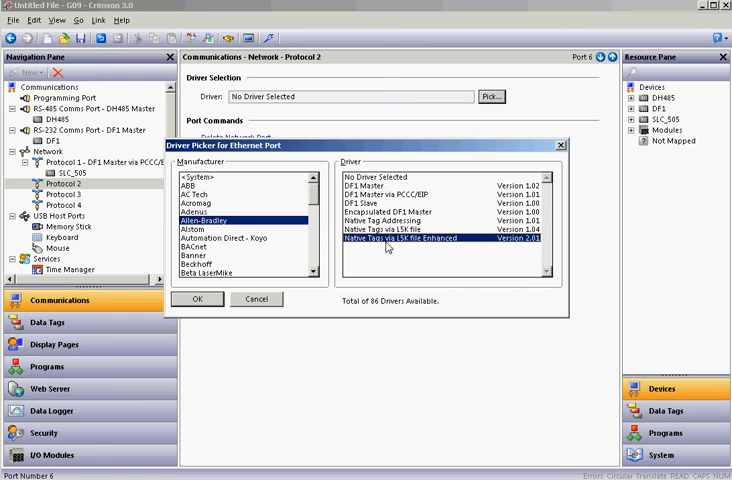 Untitled File - G09 - Crimson 3.0
File Edit View Go Link Help
Navigation Pane
New
Communications
Programming Port
RS-485 Comms Port - DH485 Master
DH485
RS-232 Comms Port - DF1 Master
DF1
Network
Protocol 1 - DF1 Master via PCCC/E
SLC_505
Protocol 2
Protocol 3
Protocol 4
USB Host Ports
Memory Stick
Keyboard
Mouse
Services
Time Manager
Communications
Data Tags
Display Pages
Programs
Web Server
Data Logger
Security
I/O Modules
Port Number 6
Communications - Network - Protocol 2
Port 6
Driver Selection
Driver: No Driver Selected
Pick...
Port Commands
Delete Network Port
Driver Picker for Ethernet Port
Manufacturer
<System>
ABB
AC Tech
Acromag
Adenus
Allen-Bradley
Alstom
Automation Direct - Koyo
BACnet
Banner
Beckhoff
Beta LaserMike
Driver
No Driver Selected
DF1 Master Version 1.02
DF1 Master via PCCC/EIP Version 1.01
DF1 Slave Version 1.00
Encapsulated DF1 Master Version 1.00
Native Tag Addressing Version 1.01
Native Tags via L5K file Version 1.04
Native Tags via L5K file Enhanced Version 2.01
OK
Cancel
Total of 86 Drivers Available.
Resource Pane
Devices
DH485
DF1
SLC_505
Modules
Not Mapped
Devices
Data Tags
Programs
System
Errors Circular Translate READ CAPS NUM